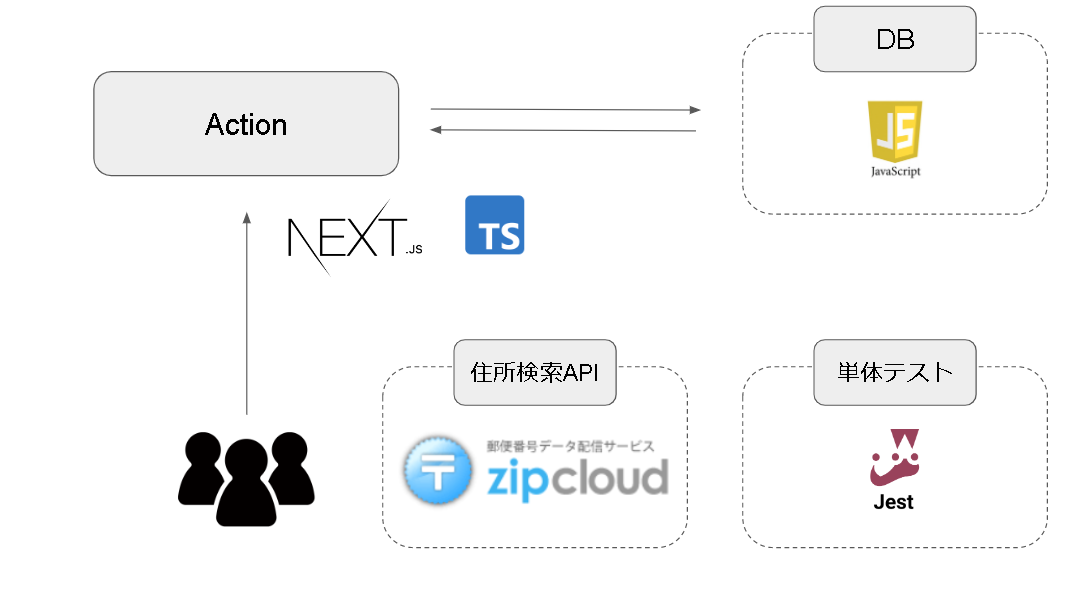 DB
Action
JS
JavaScript
NEXT.JS
TS
住所検索API
単体テスト
郵便番号データ配信サービス
zipcloud
Jest